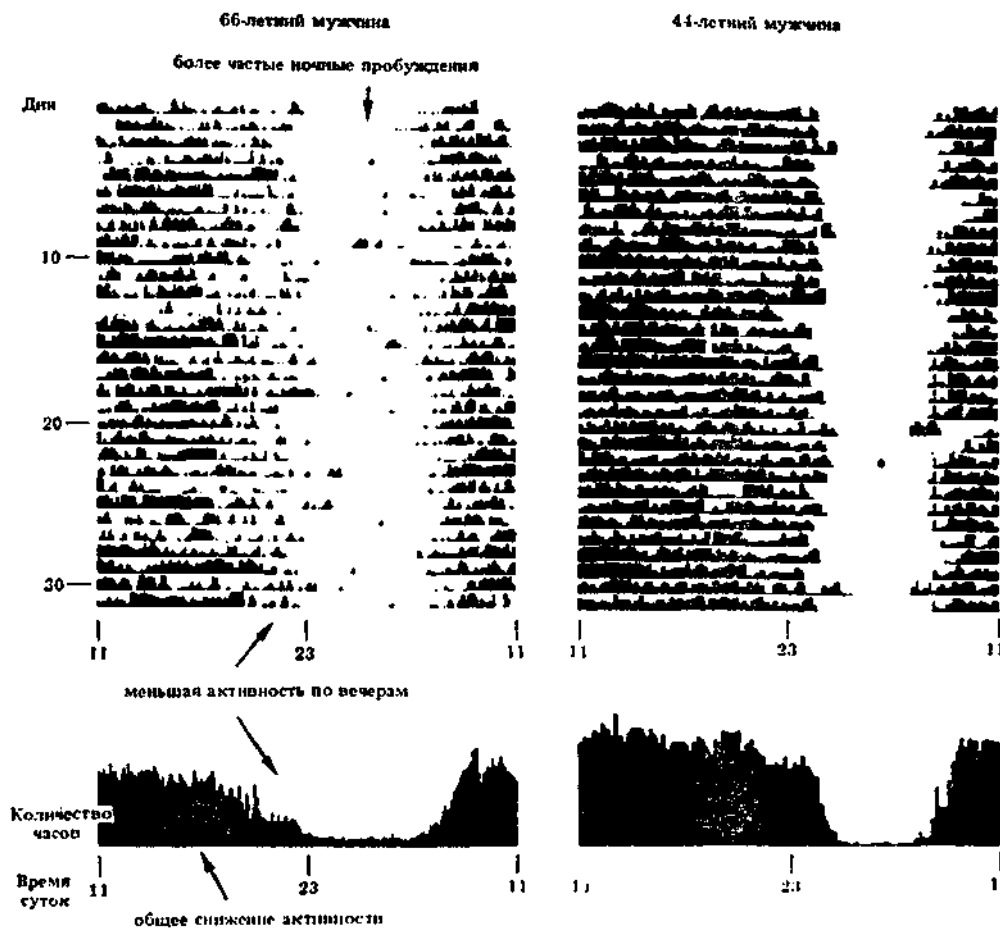 66-летний мужчина
44-летний мужчина
более частые ночные пробуждения
Дни
10
20
30
11 23 11
11 23 11
меньшая активность по вечерам
Количество
часов
Время
суток
11 23 11
11 23 1
общее снижение активности